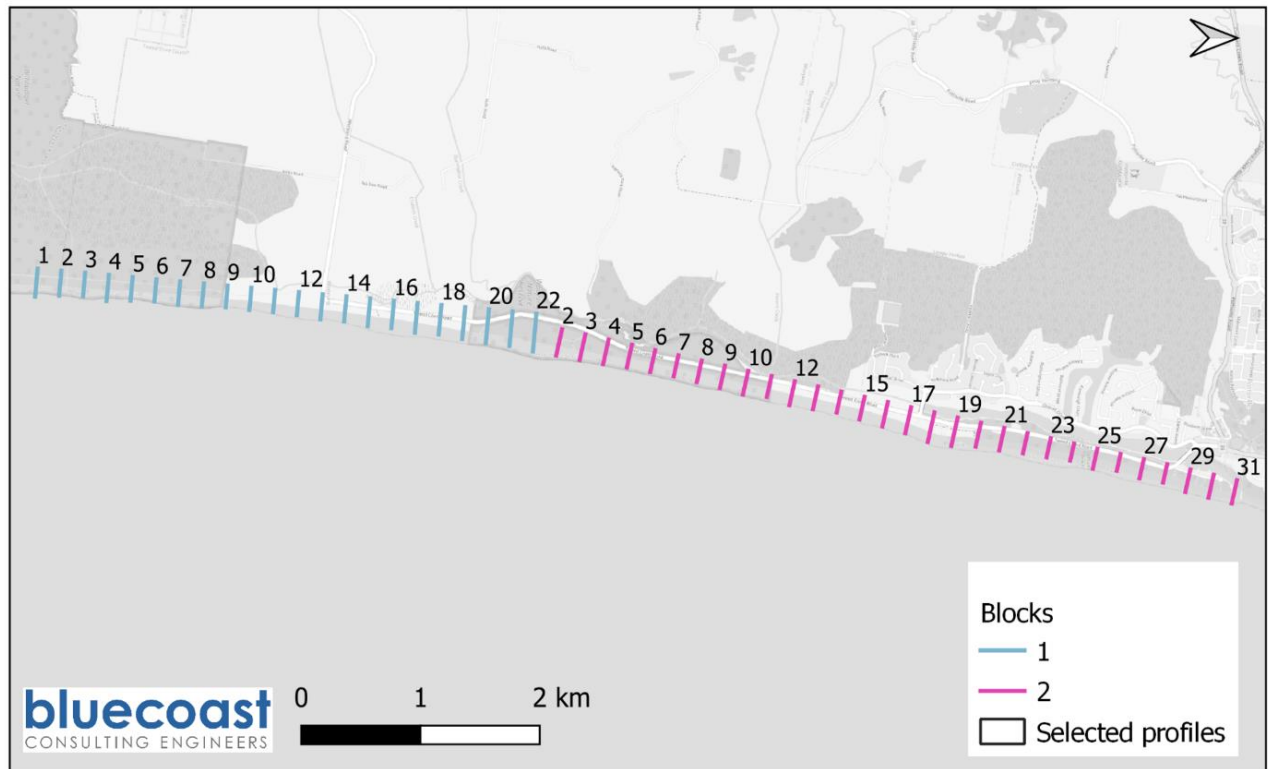 1 2 3 4 5 6 7 8 9 10 12 14 16 18 20 22
2 3 4 5 6 7 8 9 10 12 15 17 19 21 23 25 27 29 31
Blocks
1
2
Selected profiles
bluecoast
CONSULTING ENGINEERS
0 1 2 km